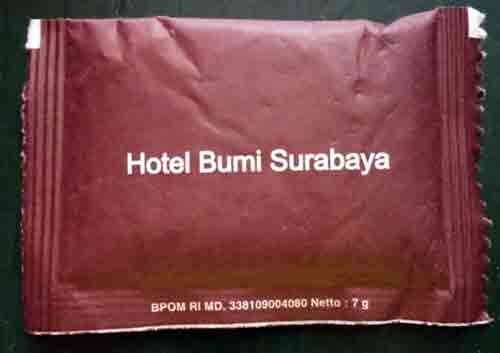 Hotel Bumi Surabaya
BPOM RI MD. 338109004080 Netto : 7 g